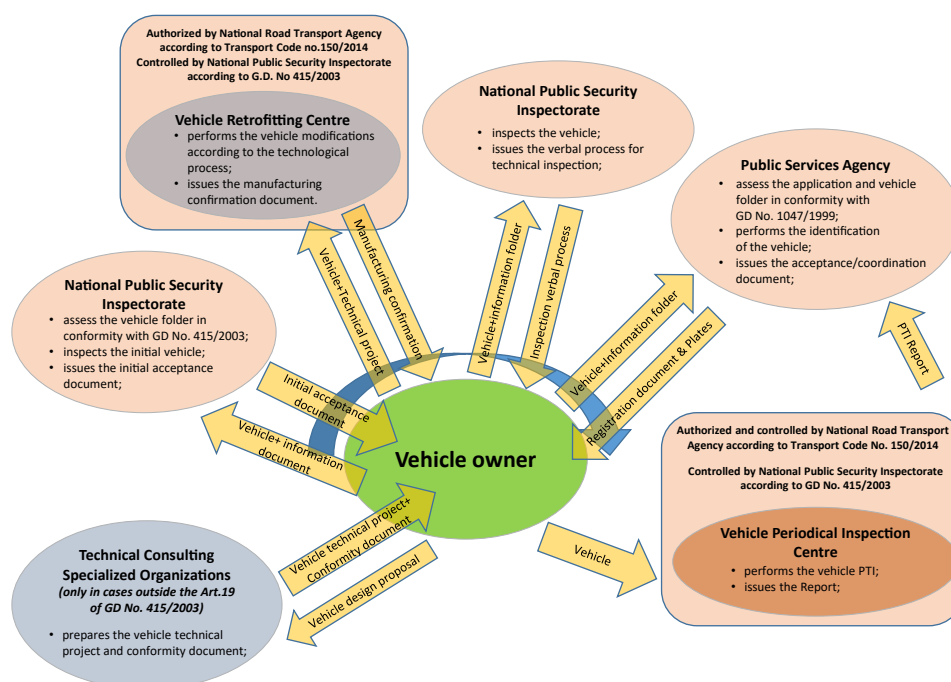 Authorized by National Road Transport Agency
according to Transport Code no.150/2014
Controlled by National Public Security Inspectorate
according to G.D. No 415/2003
Vehicle Retrofitting Centre
• performs the vehicle modifications
according to the technological
process;
• issues the manufacturing
confirmation document.
National Public Security
Inspectorate
• inspects the vehicle;
• issues the verbal process for
technical inspection;
Public Services Agency
• assess the application and vehicle
folder in conformity with
GD No. 1047/1999;
• performs the identification
of the vehicle;
• issues the acceptance/coordination
document;
National Public Security
Inspectorate
• assess the vehicle folder in
conformity with GD No. 415/2003;
• inspects the initial vehicle;
• issues the initial acceptance
document;
Vehicle+Technical project
Manufacturing confirmation
Vehicle+information folder
Inspection verbal process
Vehicle+Information folder
Registration document & Plates
PTI Report
Initial acceptance
document
Vehicle+ information
document
Vehicle owner
Authorized and controlled by National Road Transport
Agency according to Transport Code No. 150/2014
Controlled by National Public Security Inspectorate
according to GD No. 415/2003
Vehicle Periodical Inspection
Centre
• performs the vehicle PTI;
• issues the Report;
Vehicle
Vehicle technical project+
Conformity document
Vehicle design proposal
Technical Consulting
Specialized Organizations
(only in cases outside the Art.19
of GD No. 415/2003)
• prepares the vehicle technical
project and conformity document;